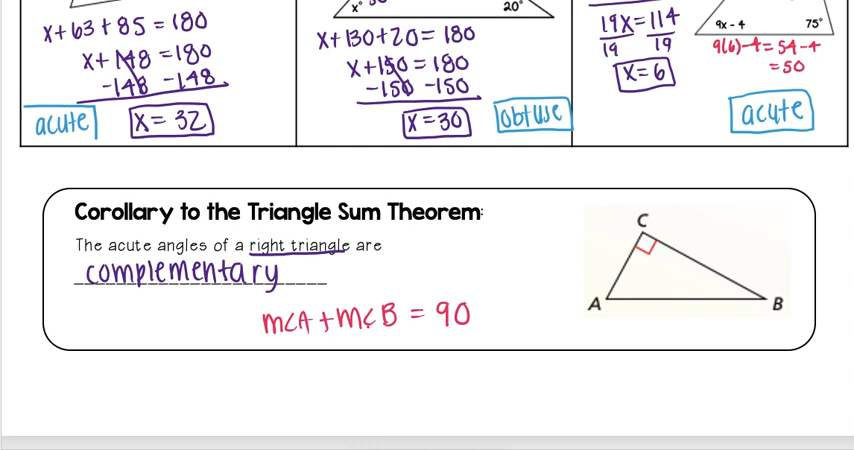 x + 63 + 85 = 180
x + 148 = 180
-148 -148
acute
x = 32
x°
20°
x + 130 + 20 = 180
x + 150 = 180
-150 -150
x = 30
obtuse
19x = 114
19 19
x = 6
9x - 4
75°
9(6)-4 = 54-4
= 50
acute
Corollary to the Triangle Sum Theorem:
The acute angles of a right triangle are
complementary
m∠A + m∠B = 90
C
A
B